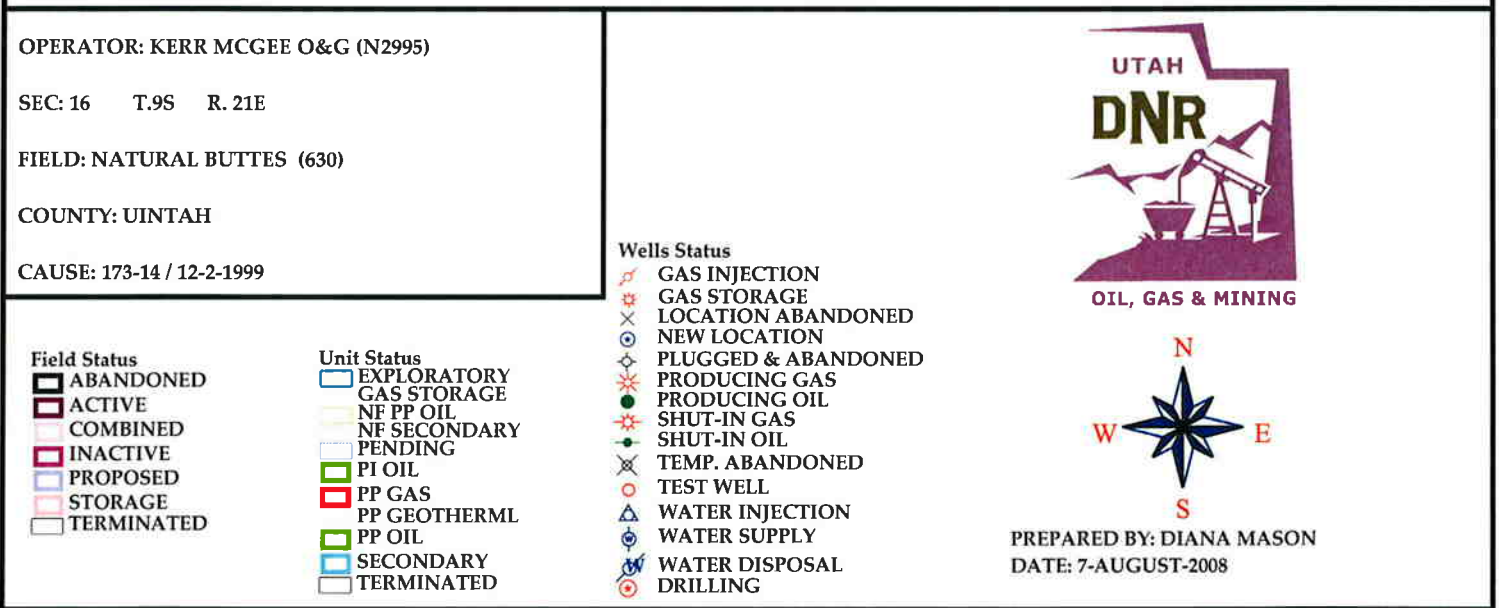 OPERATOR: KERR MCGEE O&G (N2995)
SEC: 16 T.9S R. 21E
FIELD: NATURAL BUTTES (630)
COUNTY: UINTAH
CAUSE: 173-14 / 12-2-1999
Field Status
ABANDONED
ACTIVE
COMBINED
INACTIVE
PROPOSED
STORAGE
TERMINATED
Unit Status
EXPLORATORY
GAS STORAGE
NF PP OIL
NF SECONDARY
PENDING
PI OIL
PP GAS
PP GEOTHERML
PP OIL
SECONDARY
TERMINATED
Wells Status
GAS INJECTION
GAS STORAGE
LOCATION ABANDONED
NEW LOCATION
PLUGGED & ABANDONED
PRODUCING GAS
PRODUCING OIL
SHUT-IN GAS
SHUT-IN OIL
TEMP. ABANDONED
TEST WELL
WATER INJECTION
WATER SUPPLY
WATER DISPOSAL
DRILLING
UTAH
DNR
OIL, GAS & MINING
N
W E
S
PREPARED BY: DIANA MASON
DATE: 7-AUGUST-2008